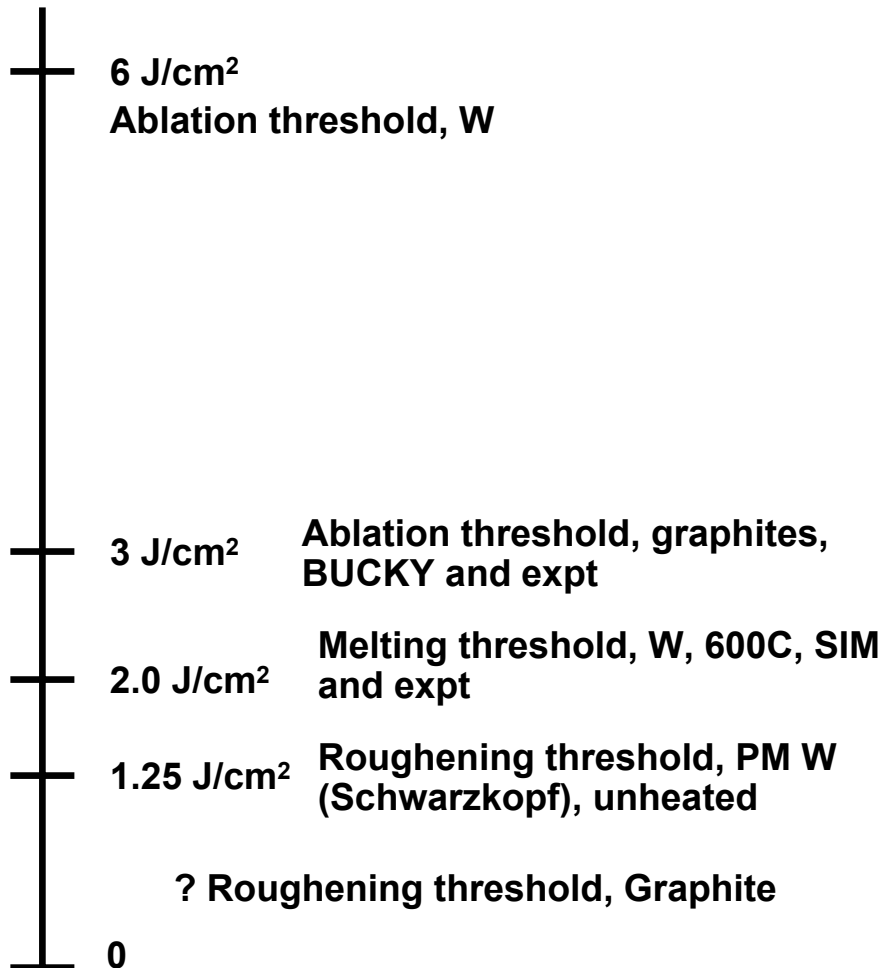 6 J/cm²
Ablation threshold, W
3 J/cm²
Ablation threshold, graphites,
BUCKY and expt
2.0 J/cm²
Melting threshold, W, 600C, SIM
and expt
1.25 J/cm²
Roughening threshold, PM W
(Schwarzkopf), unheated
? Roughening threshold, Graphite
0